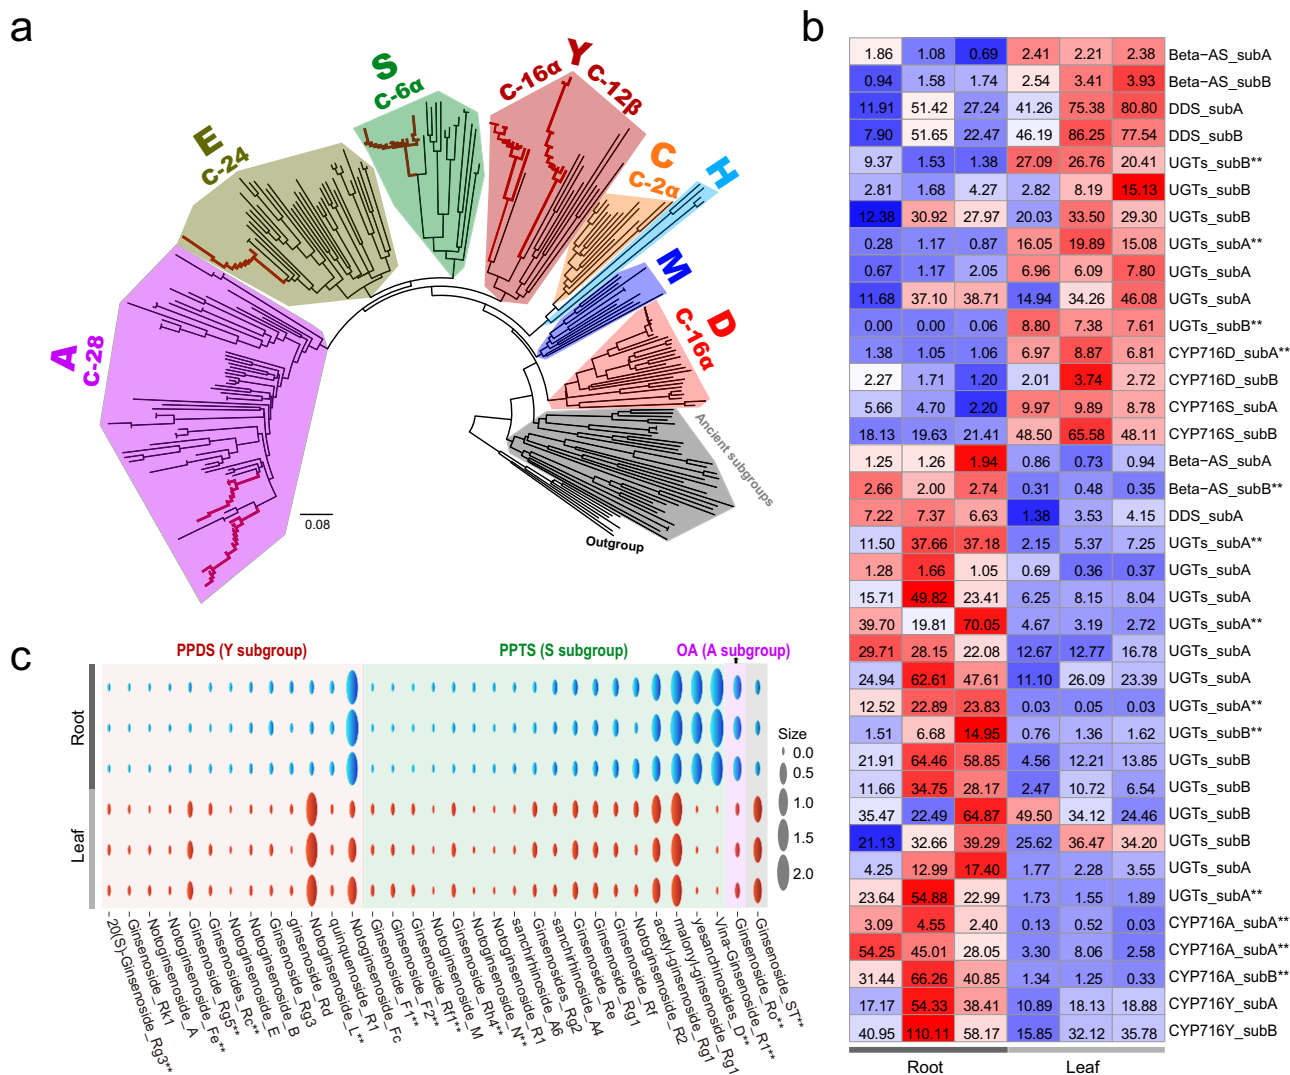 a
S
C-6α
Y
C-16α
C-12β
E
C-24
C
C-2α
H
M
D
C-16α
A
C-28
Ancient subgroups
0.08
Outgroup
b
1.86 1.08 0.69 2.41 2.21 2.38 Beta-AS_subA
0.94 1.58 1.74 2.54 3.41 3.93 Beta-AS_subB
11.91 51.42 27.24 41.26 75.38 80.80 DDS_subA
7.90 51.65 22.47 46.19 86.25 77.54 DDS_subB
9.37 1.53 1.38 27.09 26.76 20.41 UGTs_subB**
2.81 1.68 4.27 2.82 8.19 15.13 UGTs_subB
12.38 30.92 27.97 20.03 33.50 29.30 UGTs_subB
0.28 1.17 0.87 16.05 19.89 15.08 UGTs_subA**
0.67 1.17 2.05 6.96 6.09 7.80 UGTs_subA
11.68 37.10 38.71 14.94 34.26 46.08 UGTs_subA
0.00 0.00 0.06 8.80 7.38 7.61 UGTs_subB**
1.38 1.05 1.06 6.97 8.87 6.81 CYP716D_subA**
2.27 1.71 1.20 2.01 3.74 2.72 CYP716D_subB
5.66 4.70 2.20 9.97 9.89 8.78 CYP716S_subA
18.13 19.63 21.41 48.50 65.58 48.11 CYP716S_subB
1.25 1.26 1.94 0.86 0.73 0.94 Beta-AS_subA
2.66 2.00 2.74 0.31 0.48 0.35 Beta-AS_subB**
7.22 7.37 6.63 1.38 3.53 4.15 DDS_subA
11.50 37.66 37.18 2.15 5.37 7.25 UGTs_subA**
1.28 1.66 1.05 0.69 0.36 0.37 UGTs_subA
15.71 49.82 23.41 6.25 8.15 8.04 UGTs_subA
39.70 19.81 70.05 4.67 3.19 2.72 UGTs_subA**
29.71 28.15 22.08 12.67 12.77 16.78 UGTs_subA
24.94 62.61 47.61 11.10 26.09 23.39 UGTs_subA
12.52 22.89 23.83 0.03 0.05 0.03 UGTs_subA**
1.51 6.68 14.95 0.76 1.36 1.62 UGTs_subB**
21.91 64.46 58.85 4.56 12.21 13.85 UGTs_subB
11.66 34.75 28.17 2.47 10.72 6.54 UGTs_subB
35.47 22.49 64.87 49.50 34.12 24.46 UGTs_subB
21.13 32.66 39.29 25.62 36.47 34.20 UGTs_subB
4.25 12.99 17.40 1.77 2.28 3.55 UGTs_subA
23.64 54.88 22.99 1.73 1.55 1.89 UGTs_subA**
3.09 4.55 2.40 0.13 0.52 0.03 CYP716A_subA**
54.25 45.01 28.05 3.30 8.06 2.58 CYP716A_subA**
31.44 66.26 40.85 1.34 1.25 0.33 CYP716A_subB**
17.17 54.33 38.41 10.89 18.13 18.88 CYP716Y_subA
40.95 110.11 58.17 15.85 32.12 35.78 CYP716Y_subB
Root Leaf
c
PPDS (Y subgroup) PPTS (S subgroup) OA (A subgroup)
Root
Leaf
Size
0.0
0.5
1.0
1.5
2.0
20(S)-Ginsenoside_Rg3**
Ginsenoside_Rk1
Notoginsenoside_A
Notoginsenoside_Fe**
Ginsenoside_Rg5**
Ginsenosides_Rc**
Notoginsenoside_E
Notoginsenoside_B
Ginsenoside_Rg3
ginsenoside_Rd
Notoginsenoside_L**
quinquenoside_R1
Notoginsenoside_Fc
Ginsenoside_F1**
Ginsenoside_F2**
Ginsenoside_Rf1**
Notoginsenoside_M
Ginsenoside_Rh4**
Notoginsenoside_N**
Notoginsenoside_R1
sanchirhinoside_A6
Ginsenosides_Rg2
sanchirhinoside_A4
Ginsenoside_Re
Ginsenoside_Rg1
Ginsenoside_Rf
Notoginsenoside_R2
acetyl-ginsenoside_Rg1
malonyl-ginsenoside_Rg1
yesanchinosides_D**
Vina-Ginsenoside_R1**
Ginsenoside_Ro**
Ginsenoside_ST**